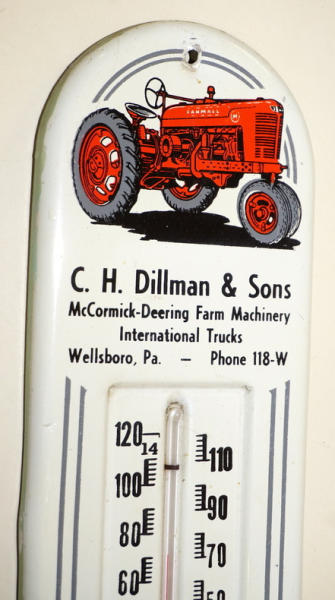 FARMALL
M
C. H. Dillman & Sons
McCormick-Deering Farm Machinery
International Trucks
Wellsboro, Pa. — Phone 118-W
120
14
110
100
90
80
70
60